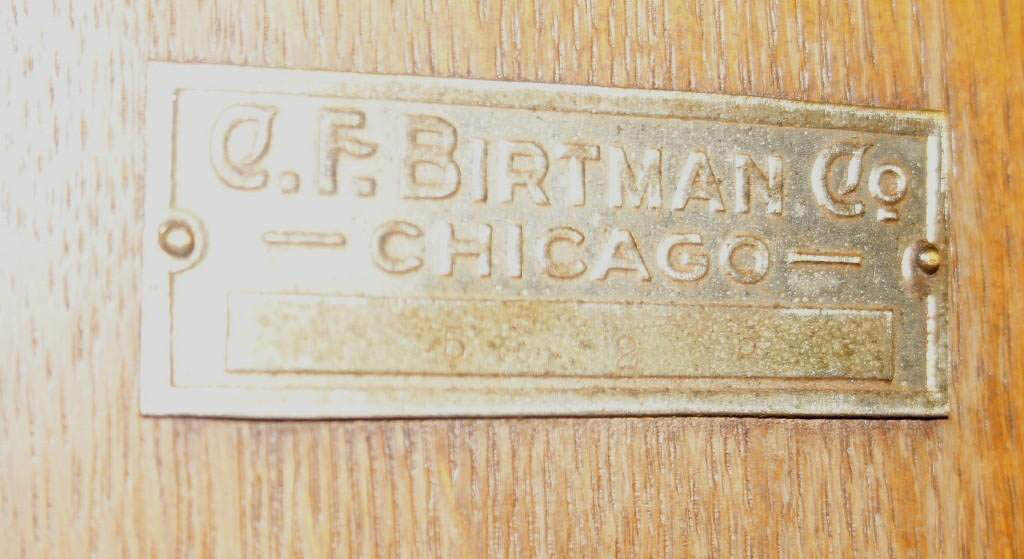 C.F. BIRTMAN Co
— CHICAGO —